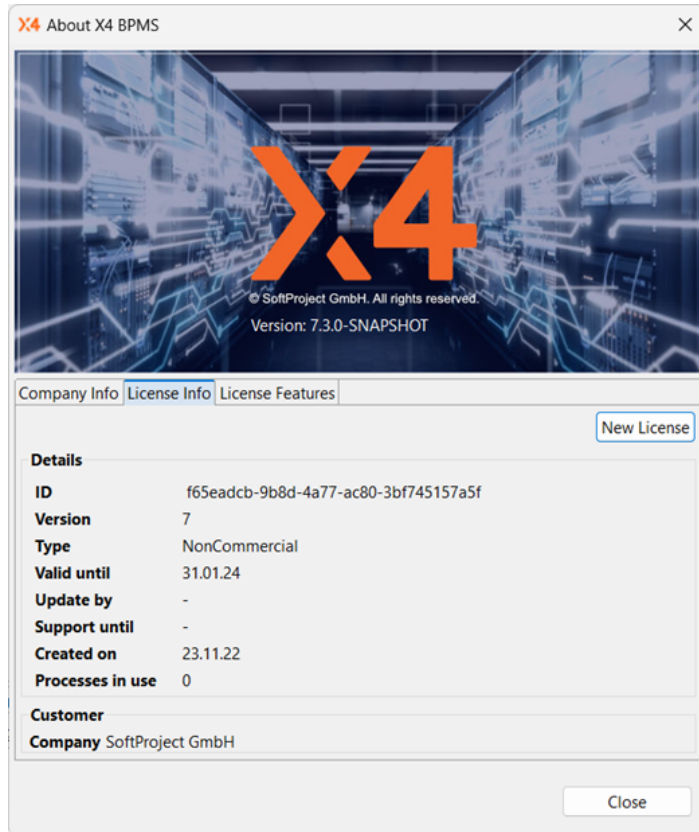 X4 About X4 BPMS
X4
© SoftProject GmbH. All rights reserved.
Version: 7.3.0-SNAPSHOT
Company Info License Info License Features
New License
Details
ID f65eadcb-9b8d-4a77-ac80-3bf745157a5f
Version 7
Type NonCommercial
Valid until 31.01.24
Update by -
Support until -
Created on 23.11.22
Processes in use 0
Customer
Company SoftProject GmbH
Close